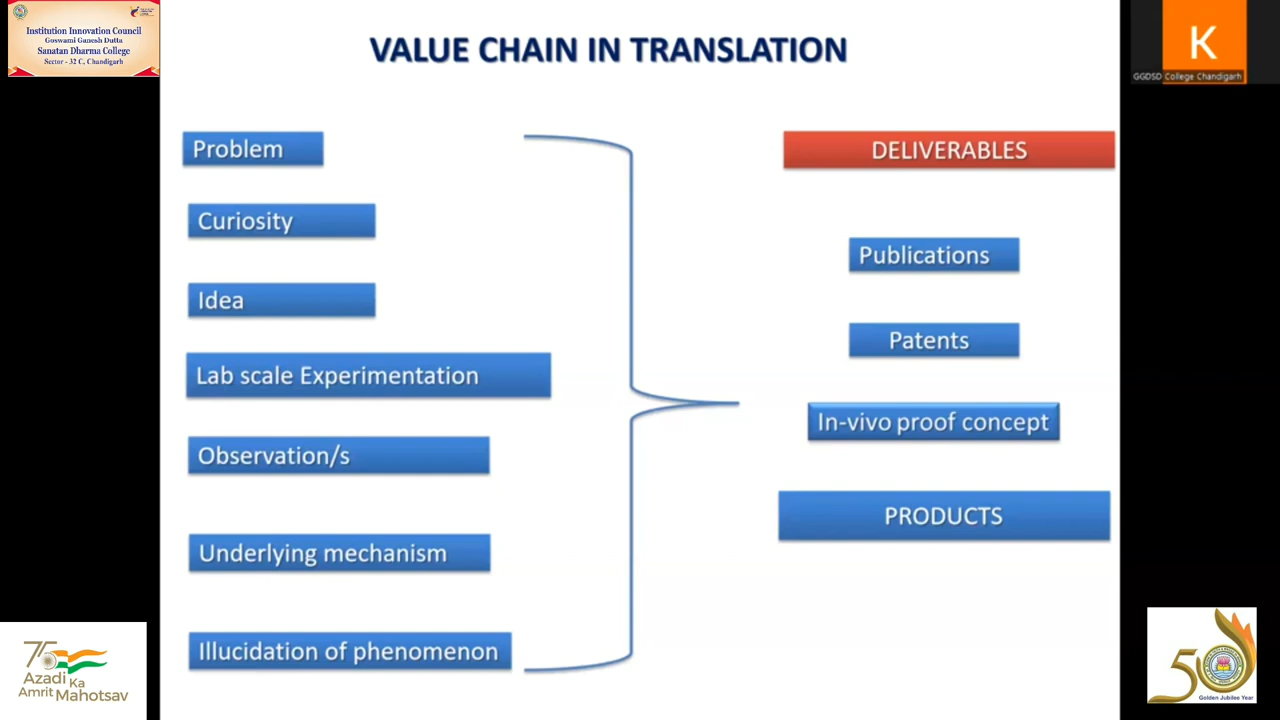 Institution Innovation Council
Goswami Ganesh Dutta
Sanatan Dharma College
Sector - 32 C, Chandigarh
VALUE CHAIN IN TRANSLATION
K
GGDSD College Chandigarh
Problem
Curiosity
Idea
Lab scale Experimentation
Observation/s
Underlying mechanism
Illucidation of phenomenon
DELIVERABLES
Publications
Patents
In-vivo proof concept
PRODUCTS
75
Azadi Ka
Amrit Mahotsav
50
Golden Jubilee Year